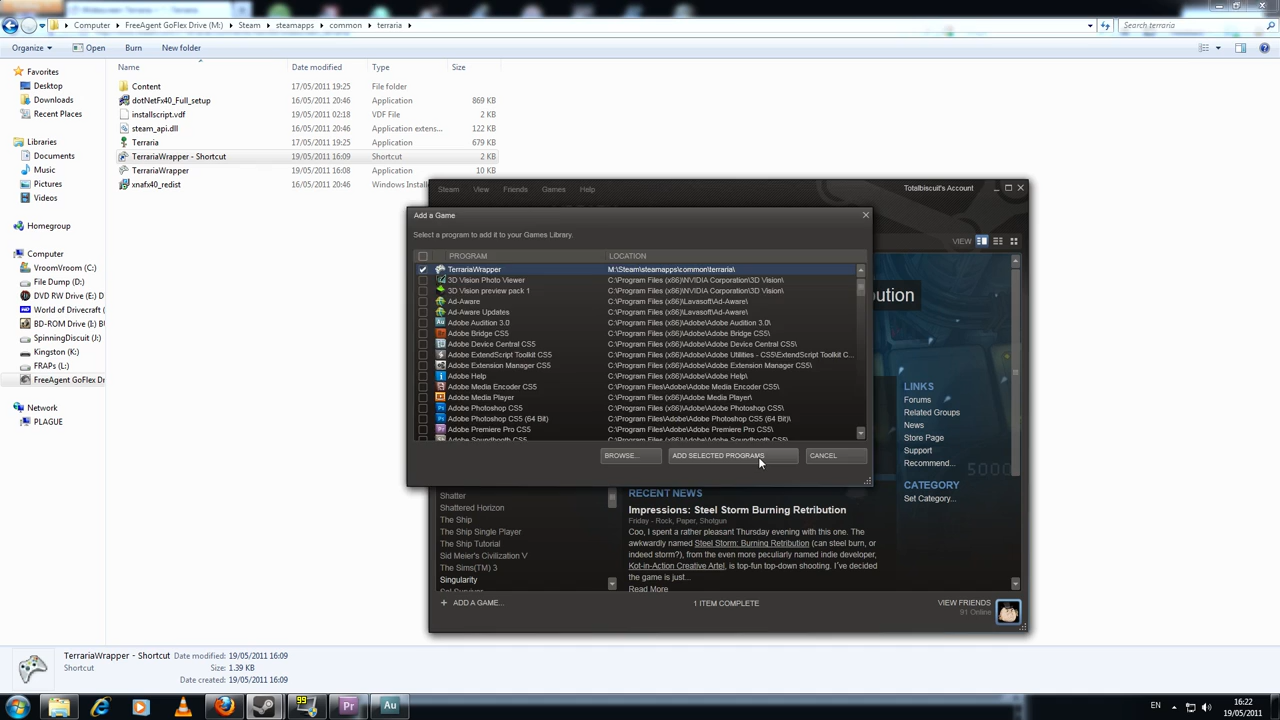 Computer ▸ FreeAgent GoFlex Drive (M:) ▸ Steam ▸ steamapps ▸ common ▸ terraria ▸
Search terraria
Organize Open Burn New folder
Name Date modified Type Size
Favorites
Desktop
Downloads
Recent Places
Libraries
Documents
Music
Pictures
Videos
Homegroup
Computer
VroomVroom (C:)
File Dump (D:)
DVD RW Drive (E:)
World of Drivecraft (
BD-ROM Drive (I:)
SpinningDiscuit (J:)
Kingston (K:)
FRAPs (L:)
FreeAgent GoFlex Dr
Network
PLAGUE
Content 17/05/2011 19:25 File folder
dotNetFx40_Full_setup 16/05/2011 20:46 Application 869 KB
installscript.vdf 19/05/2011 02:18 VDF File 2 KB
steam_api.dll 16/05/2011 20:46 Application extens... 122 KB
Terraria 17/05/2011 19:25 Application 679 KB
TerrariaWrapper - Shortcut 19/05/2011 16:09 Shortcut 2 KB
TerrariaWrapper 19/05/2011 16:08 Application 10 KB
xnafx40_redist 16/05/2011 20:46 Windows Install
Steam View Friends Games Help
Totalbiscuit's Account
VIEW
Add a Game
Select a program to add it to your Games Library.
PROGRAM LOCATION
TerrariaWrapper M:\Steam\steamapps\common\terraria\
3D Vision Photo Viewer C:\Program Files (x86)\NVIDIA Corporation\3D Vision\
3D Vision preview pack 1 C:\Program Files (x86)\NVIDIA Corporation\3D Vision\
Ad-Aware C:\Program Files (x86)\Lavasoft\Ad-Aware\
Ad-Aware Updates C:\Program Files (x86)\Lavasoft\Ad-Aware\
Adobe Audition 3.0 C:\Program Files (x86)\Adobe\Adobe Audition 3.0\
Adobe Bridge CS5 C:\Program Files (x86)\Adobe\Adobe Bridge CS5\
Adobe Device Central CS5 C:\Program Files (x86)\Adobe\Adobe Device Central CS5\
Adobe ExtendScript Toolkit CS5 C:\Program Files (x86)\Adobe\Adobe Utilities - CS5\ExtendScript Toolkit C...
Adobe Extension Manager CS5 C:\Program Files (x86)\Adobe\Adobe Extension Manager CS5\
Adobe Help C:\Program Files (x86)\Adobe\Adobe Help\
Adobe Media Encoder CS5 C:\Program Files\Adobe\Adobe Media Encoder CS5\
Adobe Media Player C:\Program Files (x86)\Adobe Media Player\
Adobe Photoshop CS5 C:\Program Files (x86)\Adobe\Adobe Photoshop CS5\
Adobe Photoshop CS5 (64 Bit) C:\Program Files\Adobe\Adobe Photoshop CS5 (64 Bit)\
Adobe Premiere Pro CS5 C:\Program Files\Adobe\Adobe Premiere Pro CS5\
Adobe Soundbooth CS5 C:\Program Files (x86)\Adobe\Adobe Soundbooth CS5\
BROWSE... ADD SELECTED PROGRAMS CANCEL
bution
LINKS
Forums
Related Groups
News
Store Page
Support
Recommend...
CATEGORY
Set Category...
Shatter
Shattered Horizon
The Ship
The Ship Single Player
The Ship Tutorial
Sid Meier's Civilization V
The Sims(TM) 3
Singularity
RECENT NEWS
Impressions: Steel Storm Burning Retribution
Friday - Rock, Paper, Shotgun
Coo, I spent a rather pleasant Thursday evening with this one. The
awkwardly named Steel Storm: Burning Retribution (can steel burn, or
indeed storm?), from the even more peculiarly named indie developer,
Kot-in-Action Creative Artel, is top-fun top-down shooting. I've decided
the game is just...
Read More
ADD A GAME...
1 ITEM COMPLETE
VIEW FRIENDS
91 Online
TerrariaWrapper - Shortcut Date modified: 19/05/2011 16:09
Shortcut Size: 1.39 KB
Date created: 19/05/2011 16:09
99
Pr
Au
EN
16:22
19/05/2011